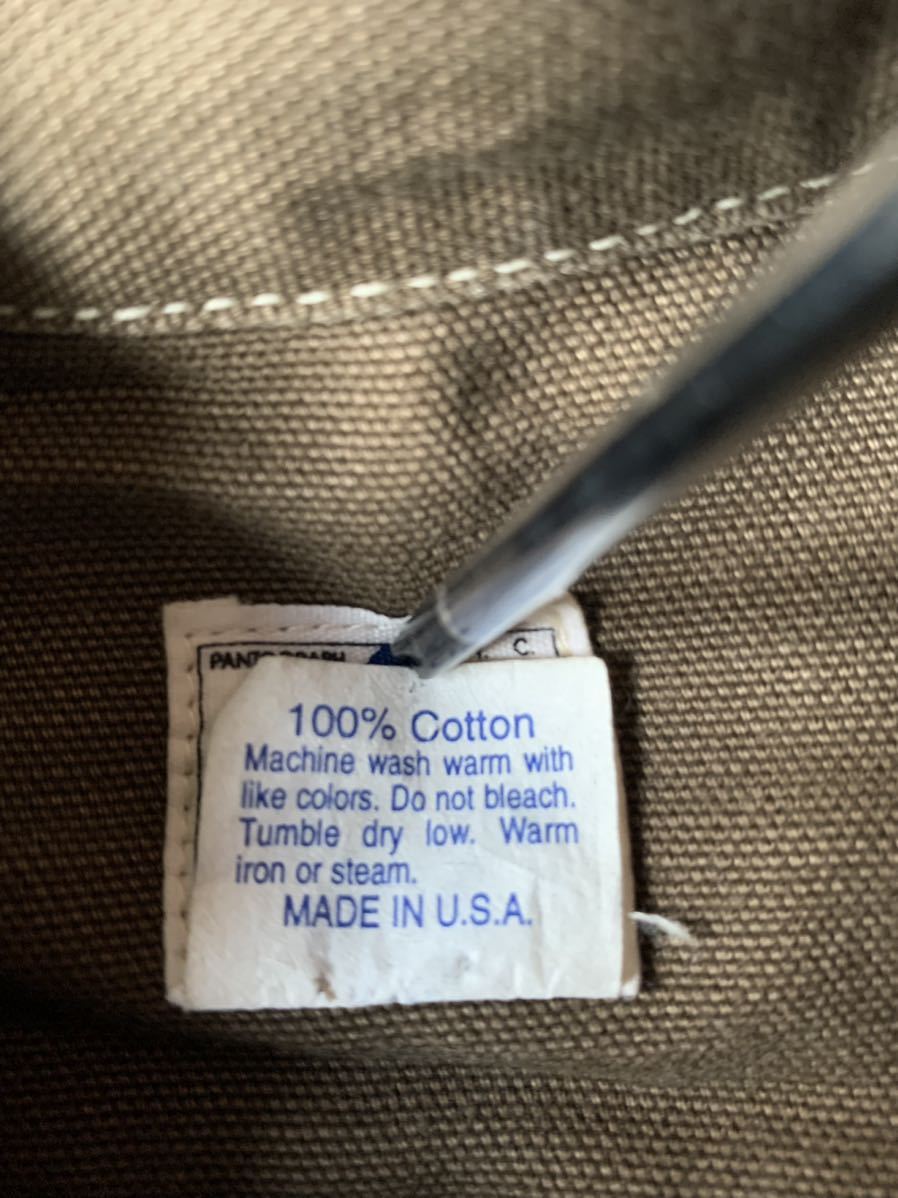 C.
100% Cotton
Machine wash warm with
like colors. Do not bleach.
Tumble dry low. Warm
iron or steam.
MADE IN U.S.A.